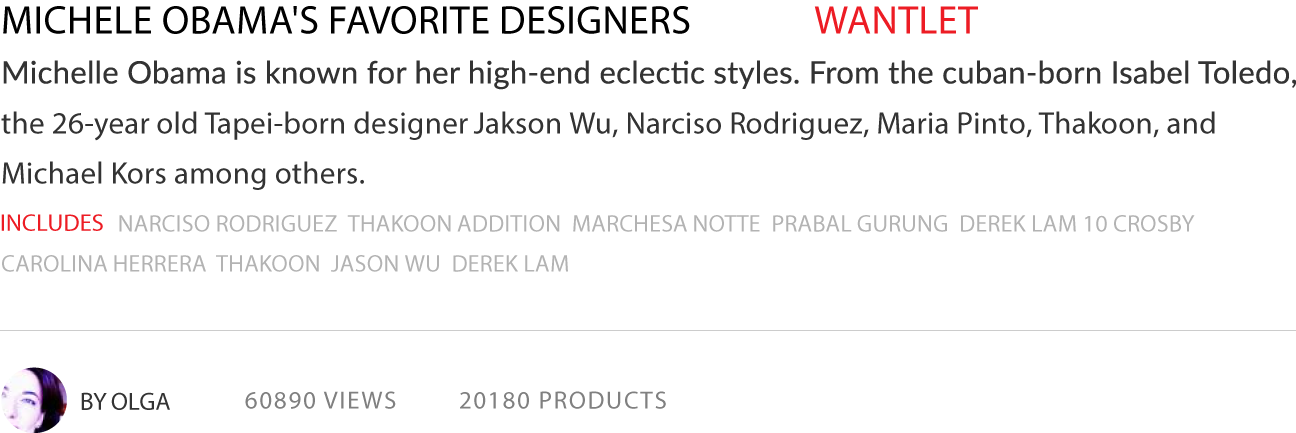 MICHELE OBAMA'S FAVORITE DESIGNERS WANTLET
Michelle Obama is known for her high-end eclectic styles. From the cuban-born Isabel Toledo,
the 26-year old Tapei-born designer Jakson Wu, Narciso Rodriguez, Maria Pinto, Thakoon, and
Michael Kors among others.
INCLUDES NARCISO RODRIGUEZ THAKOON ADDITION MARCHESA NOTTE PRABAL GURUNG DEREK LAM 10 CROSBY
CAROLINA HERRERA THAKOON JASON WU DEREK LAM
BY OLGA 60890 VIEWS 20180 PRODUCTS